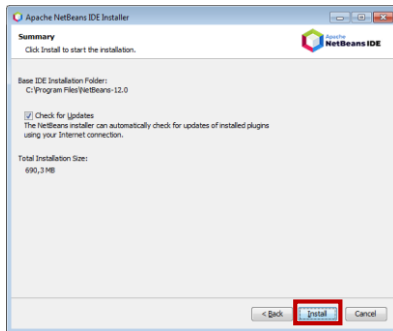 Apache NetBeans IDE Installer
Summary
Click Install to start the installation.
Apache
NetBeans IDE
Base IDE Installation Folder:
C:\Program Files\NetBeans-12.0
Check for Updates
The NetBeans installer can automatically check for updates of installed plugins
using your Internet connection.
Total Installation Size:
690,3 MB
< Back Install Cancel